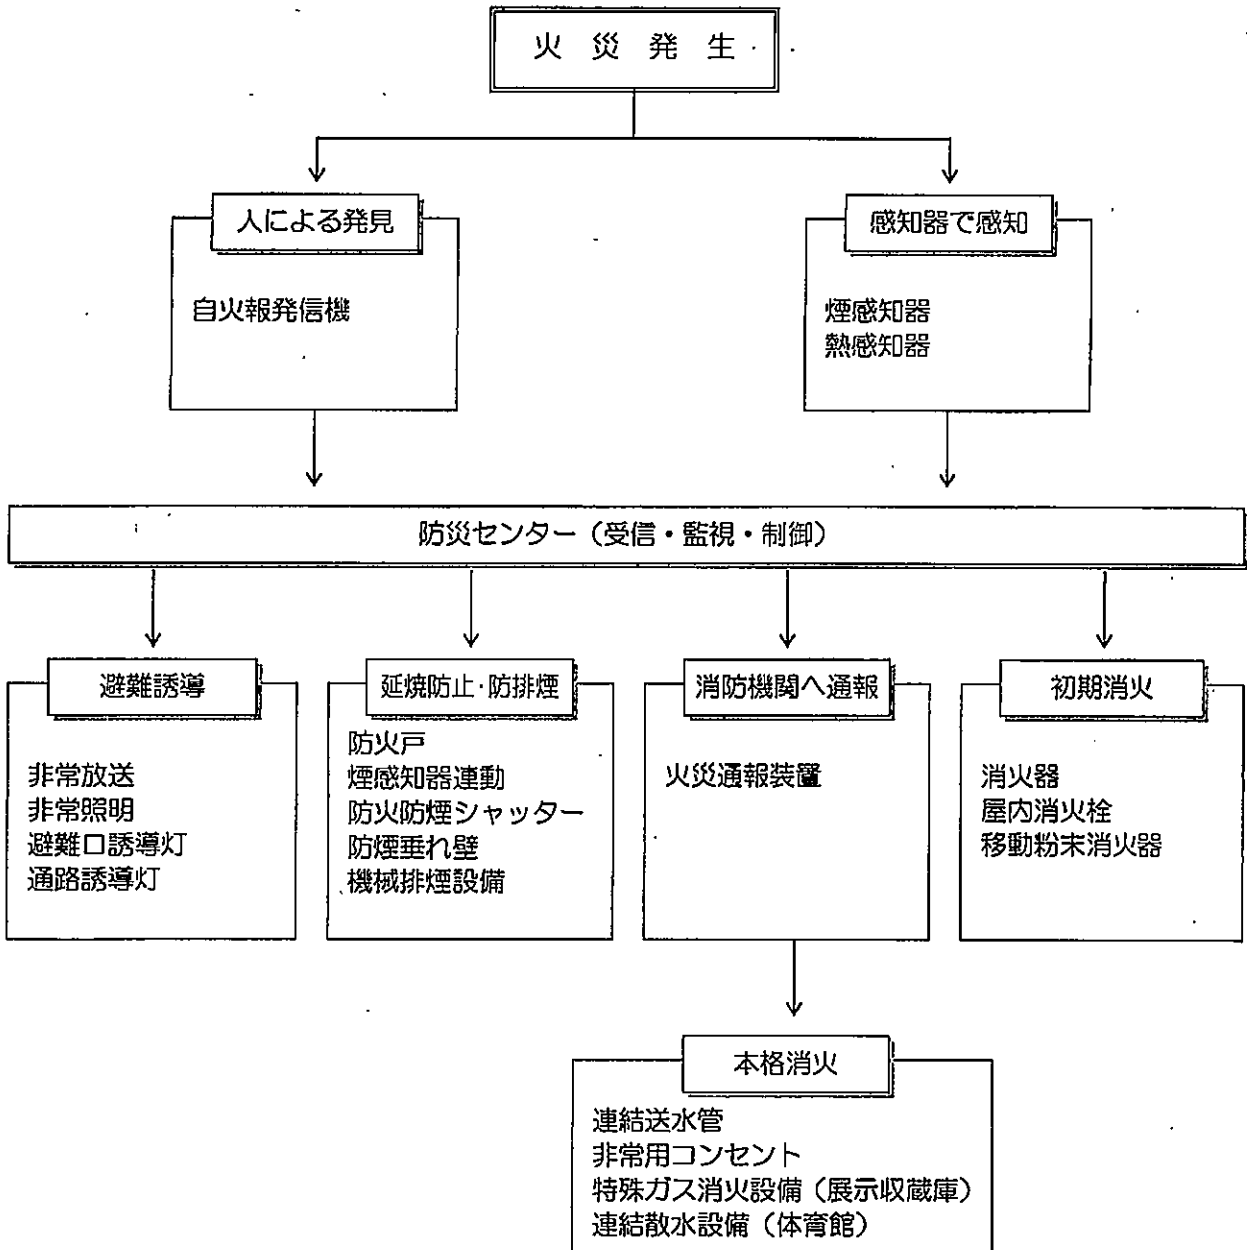 火災発生
人による発見
自火報発信機
感知器で感知
煙感知器
熱感知器
防災センター（受信・監視・制御）
避難誘導
非常放送
非常照明
避難口誘導灯
通路誘導灯
延焼防止・防排煙
防火戸
煙感知器連動
防火防煙シャッター
防煙垂れ壁
機械排煙設備
消防機関へ通報
火災通報装置
初期消火
消火器
屋内消火栓
移動粉末消火器
本格消火
連結送水管
非常用コンセント
特殊ガス消火設備（展示収蔵庫）
連結散水設備（体育館）